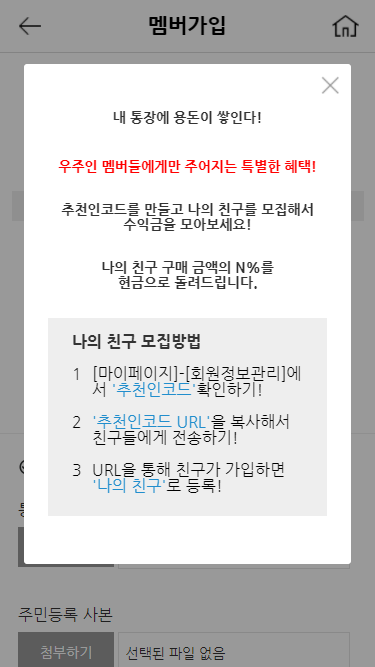 멤버가입
내 통장에 용돈이 쌓인다!
우주인 멤버들에게만 주어지는 특별한 혜택!
추천인코드를 만들고 나의 친구를 모집해서
수익금을 모아보세요!
나의 친구 구매 금액의 N%를
현금으로 돌려드립니다.
나의 친구 모집방법
1 [마이페이지]-[회원정보관리]에
서 '추천인코드'확인하기!
2 '추천인코드 URL'을 복사해서
친구들에게 전송하기!
3 URL을 통해 친구가 가입하면
'나의 친구'로 등록!
주민등록 사본
첨부하기 선택된 파일 없음